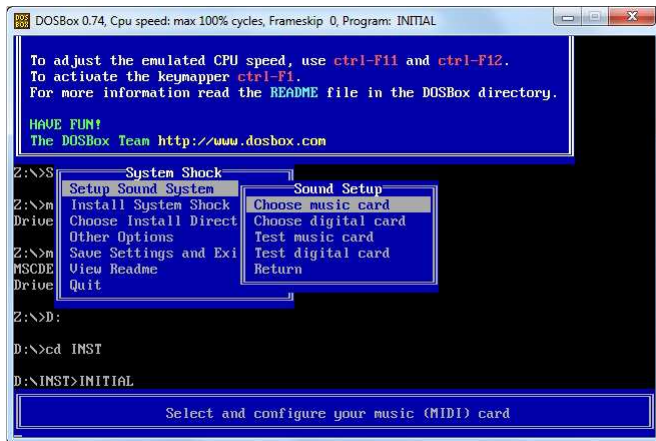 DOSBox 0.74, Cpu speed: max 100% cycles, Frameskip 0, Program: INITIAL
To adjust the emulated CPU speed, use ctrl-F11 and ctrl-F12.
To activate the keymapper ctrl-F1.
For more information read the README file in the DOSBox directory.
HAVE FUN!
The DOSBox Team http://www.dosbox.com
Z:\>S
System Shock
Setup Sound System
Install System Shock
Choose Install Direct
Other Options
Save Settings and Exi
View Readme
Quit
Sound Setup
Choose music card
Choose digital card
Test music card
Test digital card
Return
Z:\>m
Drive
Z:\>m
MSCDE
Drive
Z:\>D:
D:\>cd INST
D:\INST>INITIAL
Select and configure your music (MIDI) card